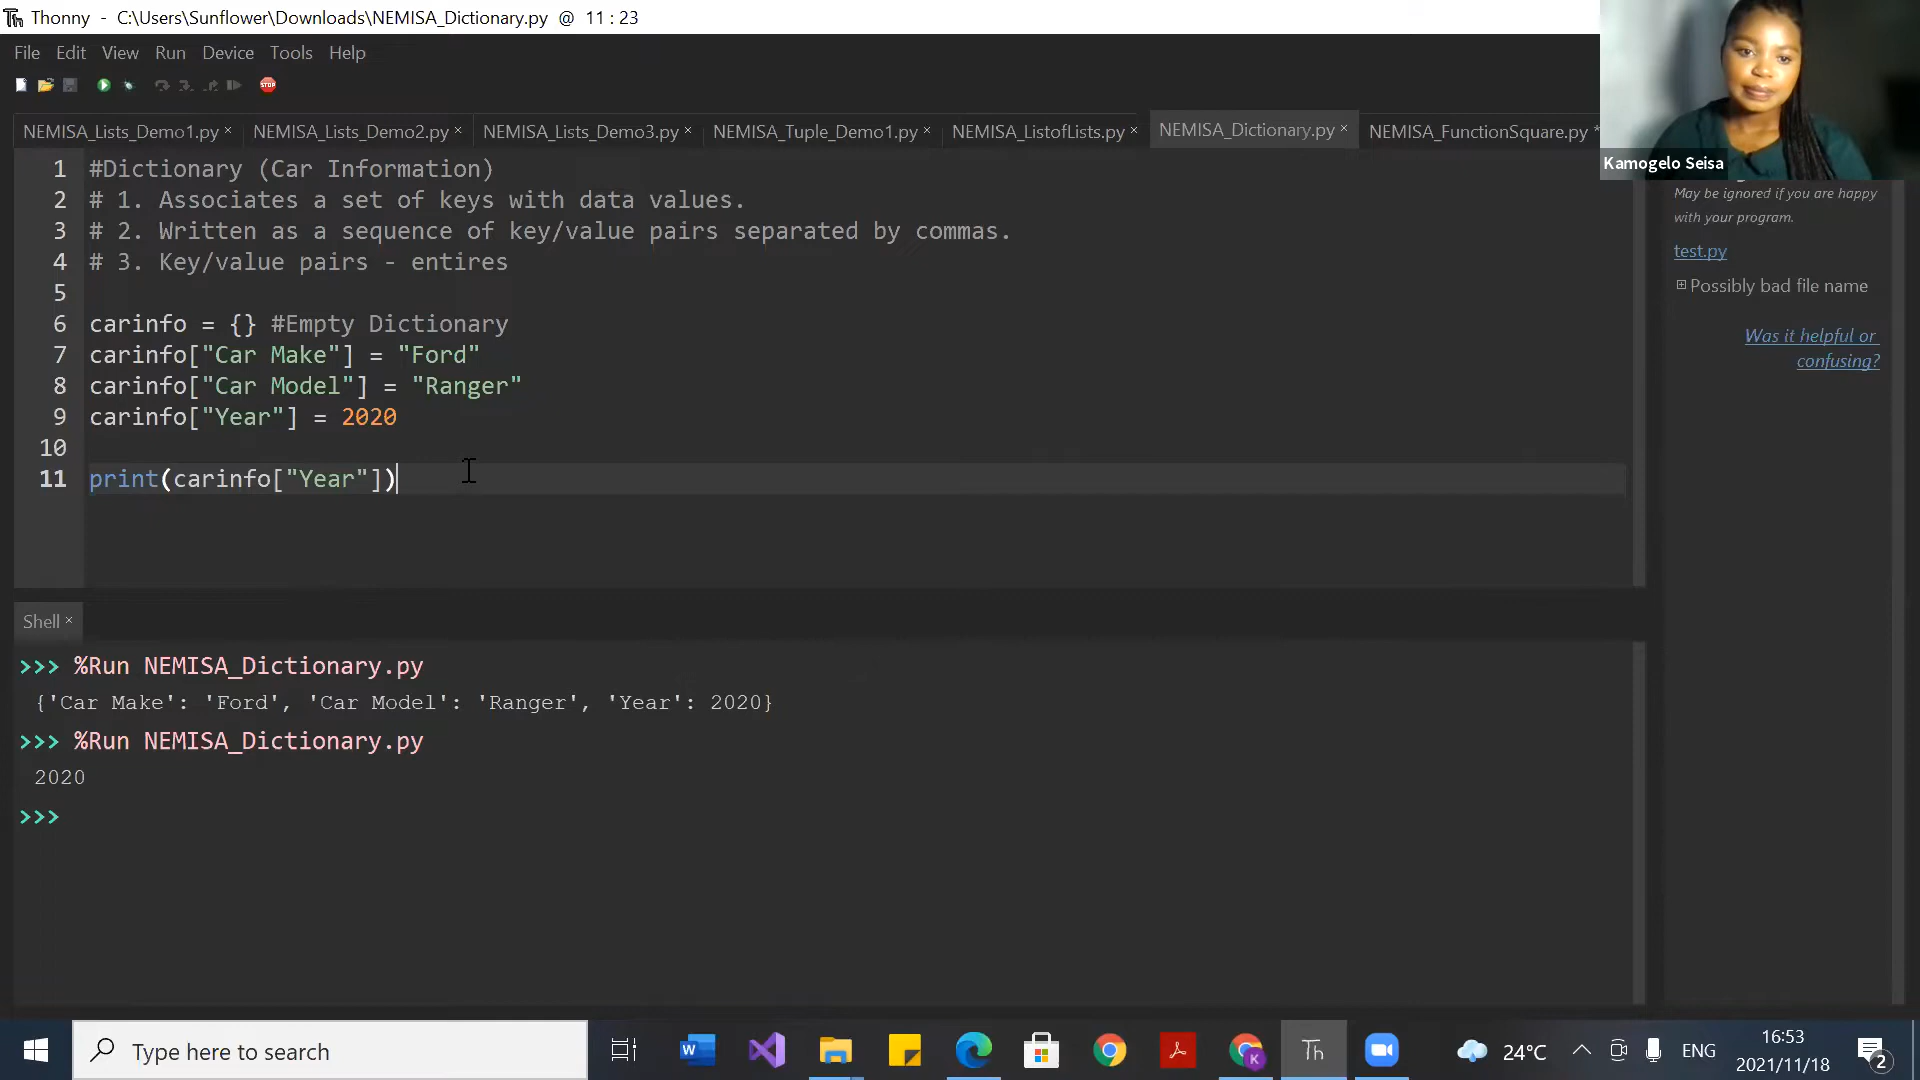 Thonny - C:\Users\Sunflower\Downloads\NEMISA_Dictionary.py @ 11 : 23
File Edit View Run Device Tools Help
STOP
NEMISA_Lists_Demo1.py × NEMISA_Lists_Demo2.py × NEMISA_Lists_Demo3.py × NEMISA_Tuple_Demo1.py × NEMISA_ListofLists.py × NEMISA_Dictionary.py × NEMISA_FunctionSquare.py *
Kamogelo Seisa
1 #Dictionary (Car Information)
2 # 1. Associates a set of keys with data values.
3 # 2. Written as a sequence of key/value pairs separated by commas.
4 # 3. Key/value pairs - entires
5
6 carinfo = {} #Empty Dictionary
7 carinfo["Car Make"] = "Ford"
8 carinfo["Car Model"] = "Ranger"
9 carinfo["Year"] = 2020
10
11 print(carinfo["Year"])
May be ignored if you are happy
with your program.
test.py
Possibly bad file name
Was it helpful or
confusing?
Shell ×
>>> %Run NEMISA_Dictionary.py
{'Car Make': 'Ford', 'Car Model': 'Ranger', 'Year': 2020}
>>> %Run NEMISA_Dictionary.py
2020
>>>
Type here to search
W
K
Th
24°C
ENG
16:53
2021/11/18
2